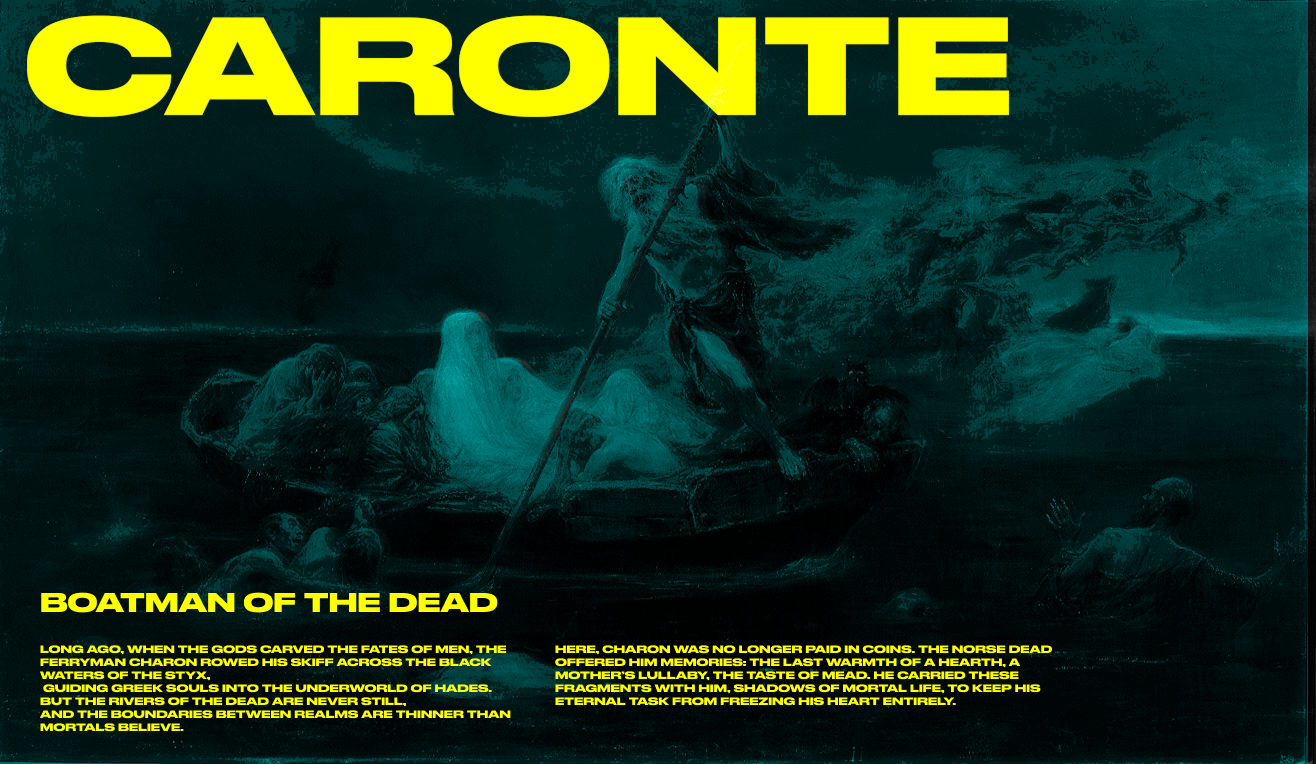 CARONTE
BOATMAN OF THE DEAD
LONG AGO, WHEN THE GODS CARVED THE FATES OF MEN, THE
FERRYMAN CHARON ROWED HIS SKIFF ACROSS THE BLACK
WATERS OF THE STYX,
GUIDING GREEK SOULS INTO THE UNDERWORLD OF HADES.
BUT THE RIVERS OF THE DEAD ARE NEVER STILL,
AND THE BOUNDARIES BETWEEN REALMS ARE THINNER THAN
MORTALS BELIEVE.
HERE, CHARON WAS NO LONGER PAID IN COINS. THE NORSE DEAD
OFFERED HIM MEMORIES: THE LAST WARMTH OF A HEARTH, A
MOTHER'S LULLABY, THE TASTE OF MEAD. HE CARRIED THESE
FRAGMENTS WITH HIM, SHADOWS OF MORTAL LIFE, TO KEEP HIS
ETERNAL TASK FROM FREEZING HIS HEART ENTIRELY.